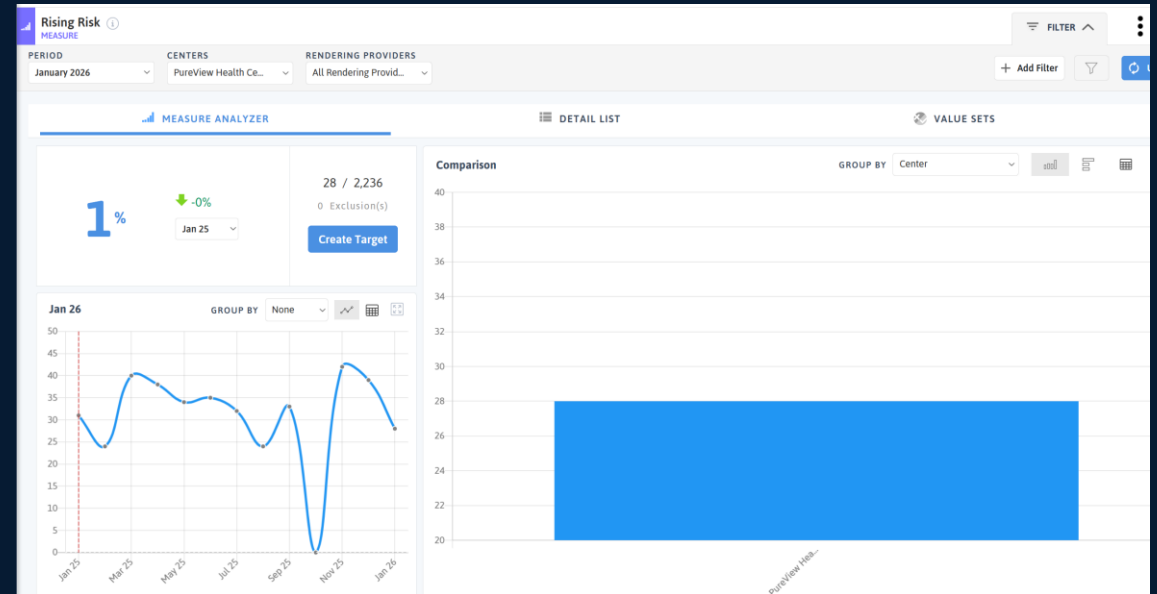 Rising Risk
MEASURE
FILTER
PERIOD
CENTERS
RENDERING PROVIDERS
January 2026
PureView Health Ce...
All Rendering Provid...
+ Add Filter
MEASURE ANALYZER
DETAIL LIST
VALUE SETS
1%
-0%
Jan 25
28 / 2,236
0 Exclusion(s)
Create Target
Comparison
GROUP BY
Center
40
38
36
34
32
30
28
26
24
22
20
PureView Hea...
Jan 26
GROUP BY
None
50
45
40
35
30
25
20
15
10
5
0
Jan 25
Mar 25
May 25
Jul 25
Sep 25
Nov 25
Jan 26